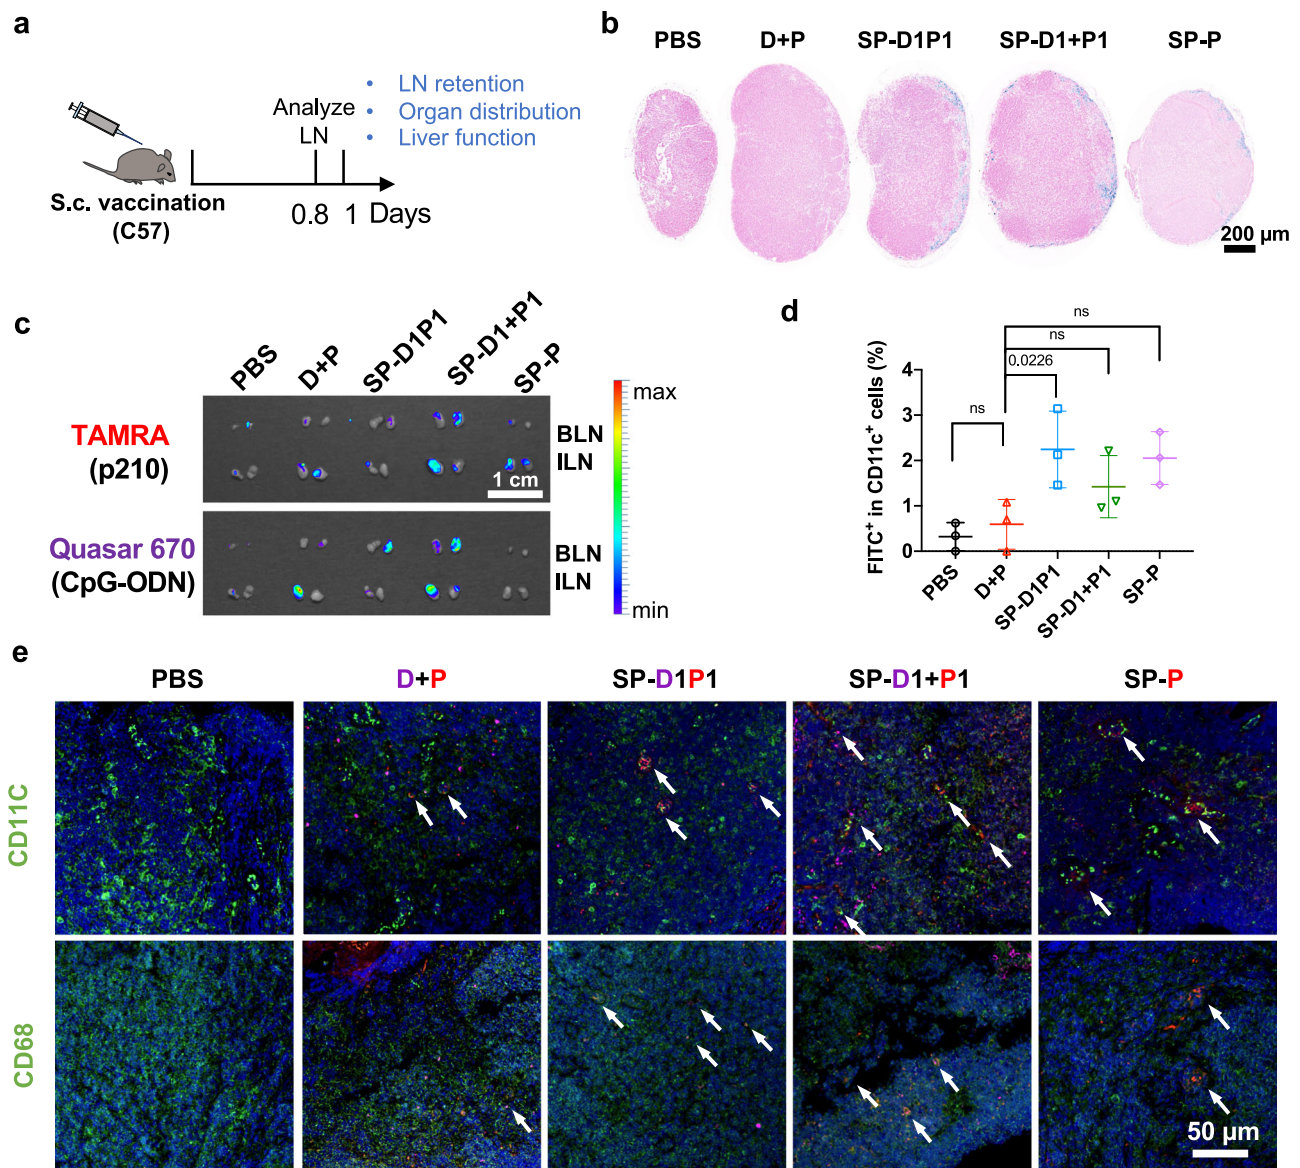 a
Analyze
LN
• LN retention
• Organ distribution
• Liver function
S.c. vaccination
(C57)
0.8 1 Days
b
PBS D+P SP-D1P1 SP-D1+P1 SP-P
200 µm
c
PBS D+P SP-D1P1 SP-D1+P1 SP-P
TAMRA
(p210)
BLN
ILN
1 cm
Quasar 670
(CpG-ODN)
BLN
ILN
max
min
d
FITC⁺ in CD11c⁺ cells (%)
4
3
2
1
0
ns
ns
0.0226
ns
PBS D+P SP-D1P1 SP-D1+P1 SP-P
e
PBS D+P SP-D1P1 SP-D1+P1 SP-P
CD11C
CD68
50 µm